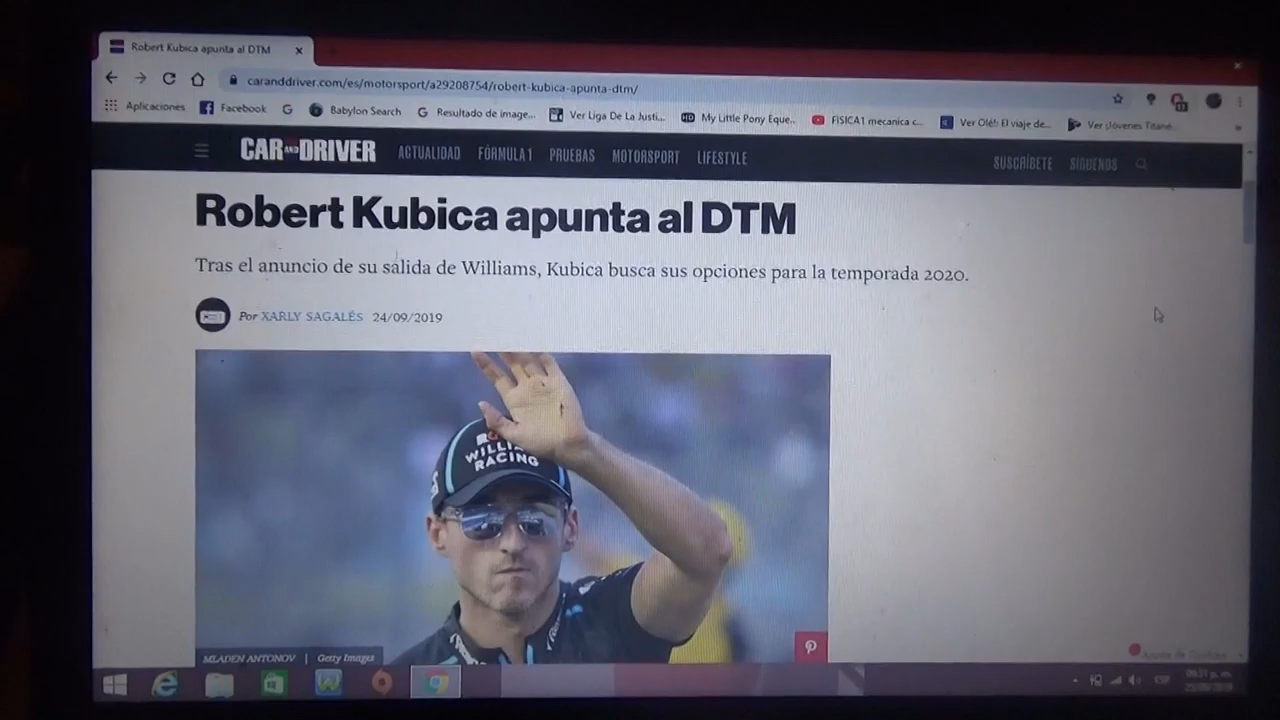 Robert Kubica apunta al DTM
caranddriver.com/es/motorsport/a29208754/robert-kubica-apunta-dtm/
Aplicaciones Facebook Babylon Search Resultado de image... Ver Liga De La Justi... My Little Pony Eque... FISICA1 mecanica c... Ver Olé!: El viaje de... Ver ¡Jóvenes Titane...
CAR AND DRIVER ACTUALIDAD FÓRMULA 1 PRUEBAS MOTORSPORT LIFESTYLE SUSCRÍBETE SÍGUENOS
Robert Kubica apunta al DTM
Tras el anuncio de su salida de Williams, Kubica busca sus opciones para la temporada 2020.
Por XARLY SAGALÉS 24/09/2019
WILLIAMS
RACING
MLADEN ANTONOV | Getty Images
ESP